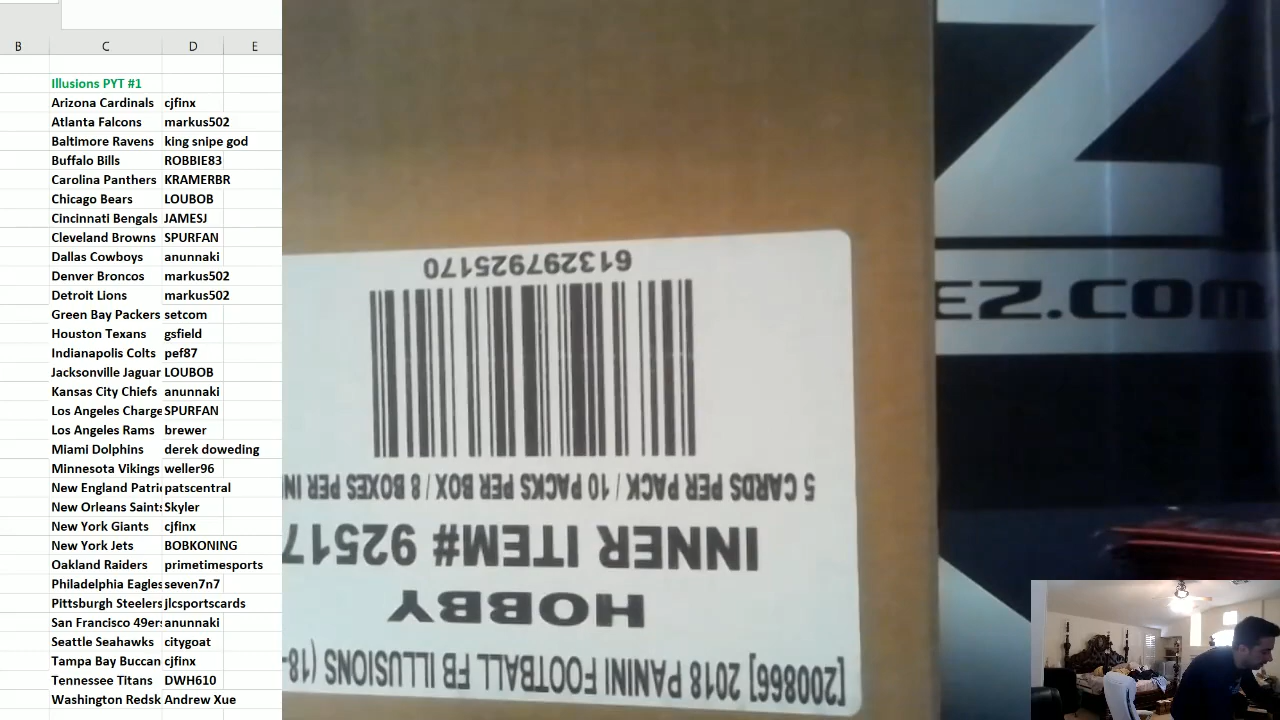 B C D E
Illusions PYT #1
Arizona Cardinals cjfinx
Atlanta Falcons markus502
Baltimore Ravens king snipe god
Buffalo Bills ROBBIE83
Carolina Panthers KRAMERBR
Chicago Bears LOUBOB
Cincinnati Bengals JAMESJ
Cleveland Browns SPURFAN
Dallas Cowboys anunnaki
Denver Broncos markus502
Detroit Lions markus502
Green Bay Packers setcom
Houston Texans gsfield
Indianapolis Colts pef87
Jacksonville Jaguar LOUBOB
Kansas City Chiefs anunnaki
Los Angeles Charge SPURFAN
Los Angeles Rams brewer
Miami Dolphins derek doweding
Minnesota Vikings weller96
New England Patri patscentral
New Orleans Saints Skyler
New York Giants cjfinx
New York Jets BOBKONING
Oakland Raiders primetimesports
Philadelphia Eagles seven7n7
Pittsburgh Steelers jlcsportscards
San Francisco 49ers anunnaki
Seattle Seahawks citygoat
Tampa Bay Buccan cjfinx
Tennessee Titans DWH610
Washington Redsk Andrew Xue
[200866] 2018 PANINI FOOTBALL FB ILLUSIONS (18-
HOBBY
INNER ITEM# 92517
5 CARDS PER PACK / 10 PACKS PER BOX / 8 BOXES PER IN
613297925170
Z
EZ.COM